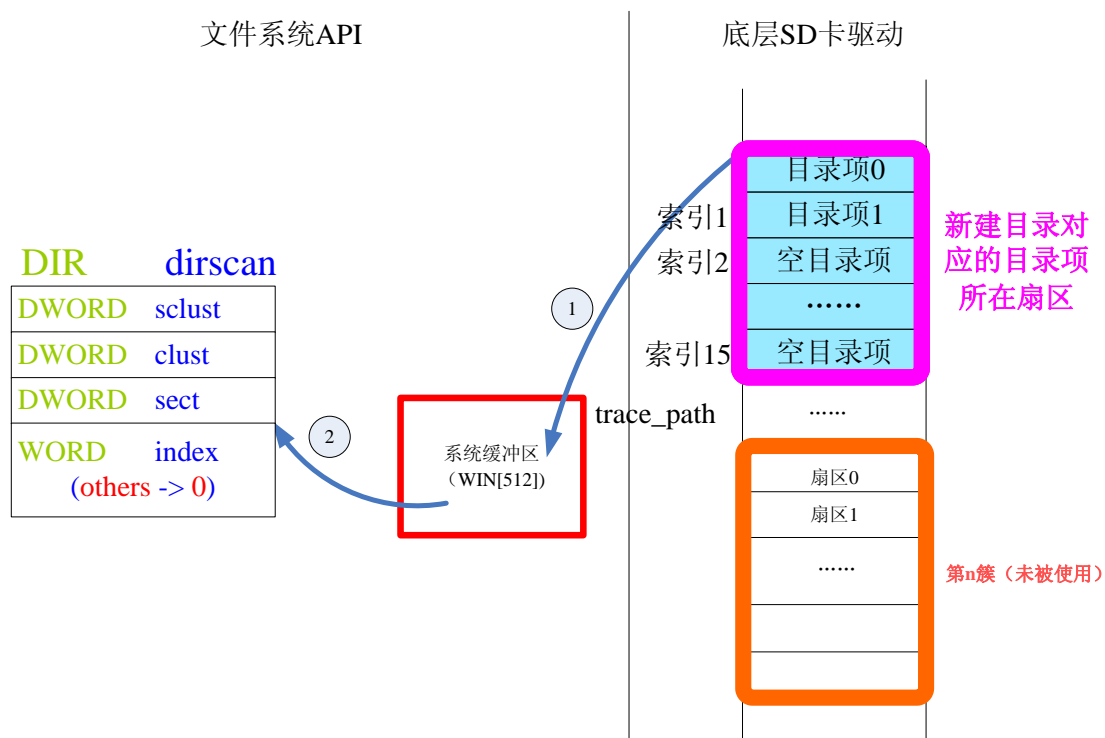 文件系统API
底层SD卡驱动
目录项0
索引1
目录项1
索引2
空目录项
......
索引15
空目录项
新建目录对
应的目录项
所在扇区
DIR dirscan
DWORD sclust
DWORD clust
DWORD sect
WORD index
(others -> 0)
1
2
系统缓冲区
（WIN[512]）
trace_path
......
扇区0
扇区1
......
第n簇（未被使用）